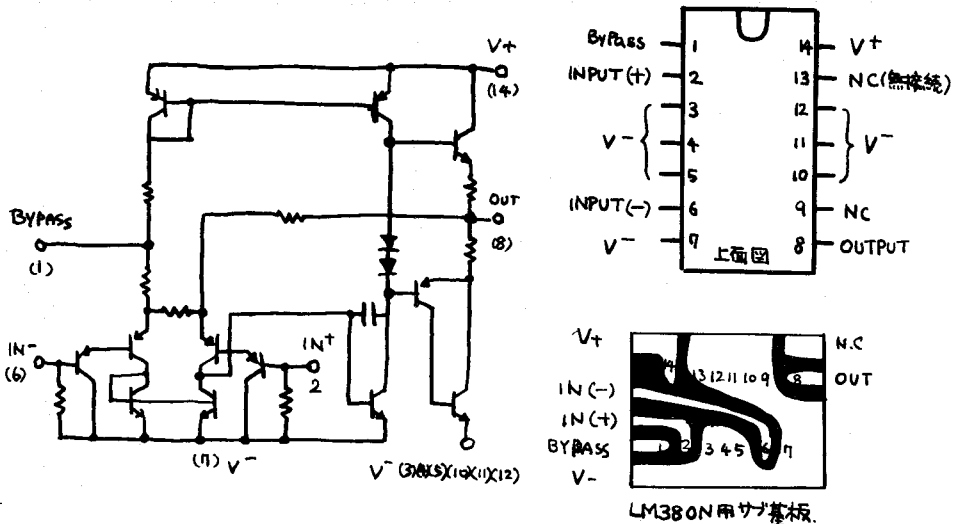 V+
(14)
OUT
(8)
BYPASS
(1)
IN⁻
(6)
IN⁺
2
(7) V⁻
V⁻ (3)(4)(5)(10)(11)(12)
Bypass 1
INPUT(+) 2
3
V⁻ 4
5
INPUT(-) 6
V⁻ 7
14 V⁺
13 NC(無接続)
12
11 V⁻
10
9 NC
8 OUTPUT
上面図
V+
IN(-)
IN(+)
BYPASS
V-
N.C
OUT
14 13 12 11 10 9 8
1 2 3 4 5 6 7
LM380N用サブ基板.